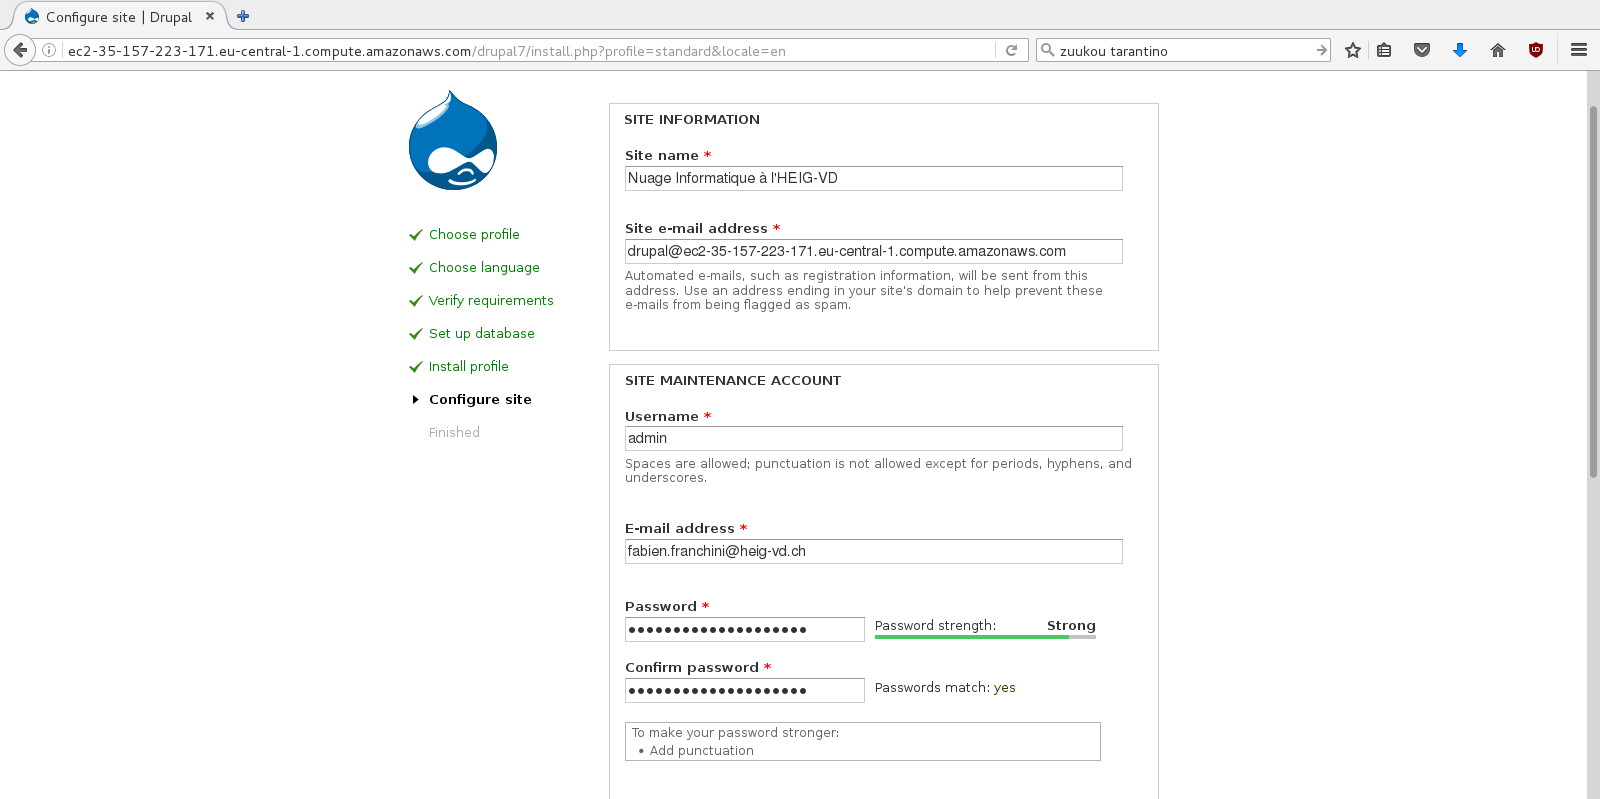 Configure site | Drupal
ec2-35-157-223-171.eu-central-1.compute.amazonaws.com/drupal7/install.php?profile=standard&locale=en
zuukou tarantino
Choose profile
Choose language
Verify requirements
Set up database
Install profile
Configure site
Finished
SITE INFORMATION
Site name *
Nuage Informatique à l'HEIG-VD
Site e-mail address *
drupal@ec2-35-157-223-171.eu-central-1.compute.amazonaws.com
Automated e-mails, such as registration information, will be sent from this
address. Use an address ending in your site's domain to help prevent these
e-mails from being flagged as spam.
SITE MAINTENANCE ACCOUNT
Username *
admin
Spaces are allowed; punctuation is not allowed except for periods, hyphens, and
underscores.
E-mail address *
fabien.franchini@heig-vd.ch
Password *
●●●●●●●●●●●●●●●●●●●●
Password strength: Strong
Confirm password *
●●●●●●●●●●●●●●●●●●●●
Passwords match: yes
To make your password stronger:
• Add punctuation